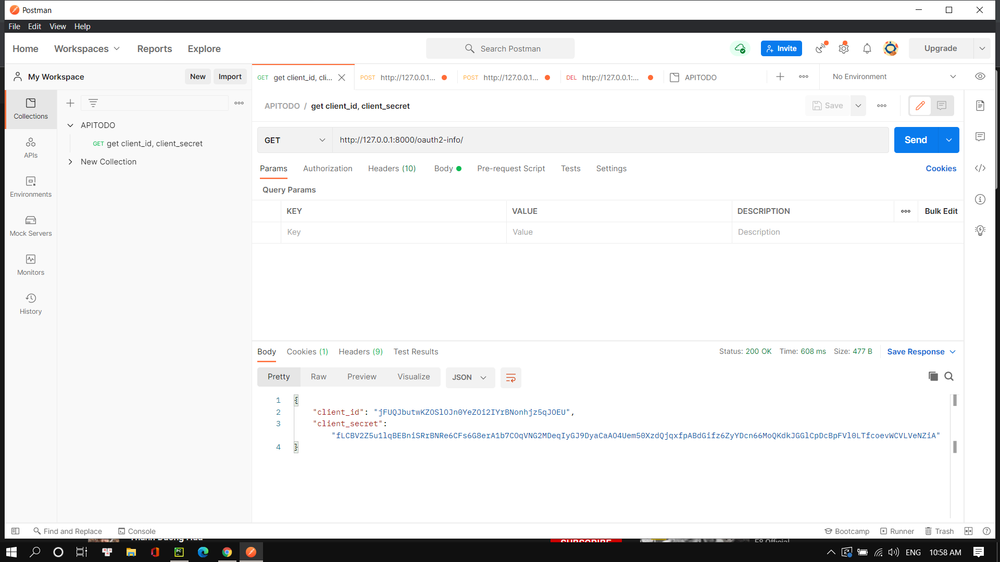 Postman
File Edit View Help
Home Workspaces Reports Explore
Search Postman
Invite
Upgrade
My Workspace
New Import
GET get client_id, cli...
POST http://127.0.0.1...
POST http://127.0.0.1...
DEL http://127.0.0.1:...
APITODO
No Environment
Collections
APIs
Environments
Mock Servers
Monitors
History
APITODO
GET get client_id, client_secret
New Collection
APITODO / get client_id, client_secret
Save
GET http://127.0.0.1:8000/oauth2-info/
Send
Params Authorization Headers (10) Body Pre-request Script Tests Settings
Cookies
Query Params
KEY VALUE DESCRIPTION
Bulk Edit
Key Value Description
Body Cookies (1) Headers (9) Test Results
Status: 200 OK Time: 608 ms Size: 477 B
Save Response
Pretty Raw Preview Visualize
JSON
1 {
2 "client_id": "jFUQJbutwKZOSlOJn0YeZOi2IYrBNonhjz5qJOEU",
3 "client_secret":
"fLCBV2Z5u1lqBEBniSRrBNRe6CFs6G8erA1b7COqVNG2MDeqIyGJ9DyaCaAO4Uem50XzdQjqxfpABdGifz6ZyYDcn66MoQKdkJGGlCpDcBpFVl0LTfcoevWCVLVeNZiA"
4 }
Find and Replace Console
Bootcamp Runner Trash
SUBSCRIBE
F8 Official
PC
ENG 10:58 AM